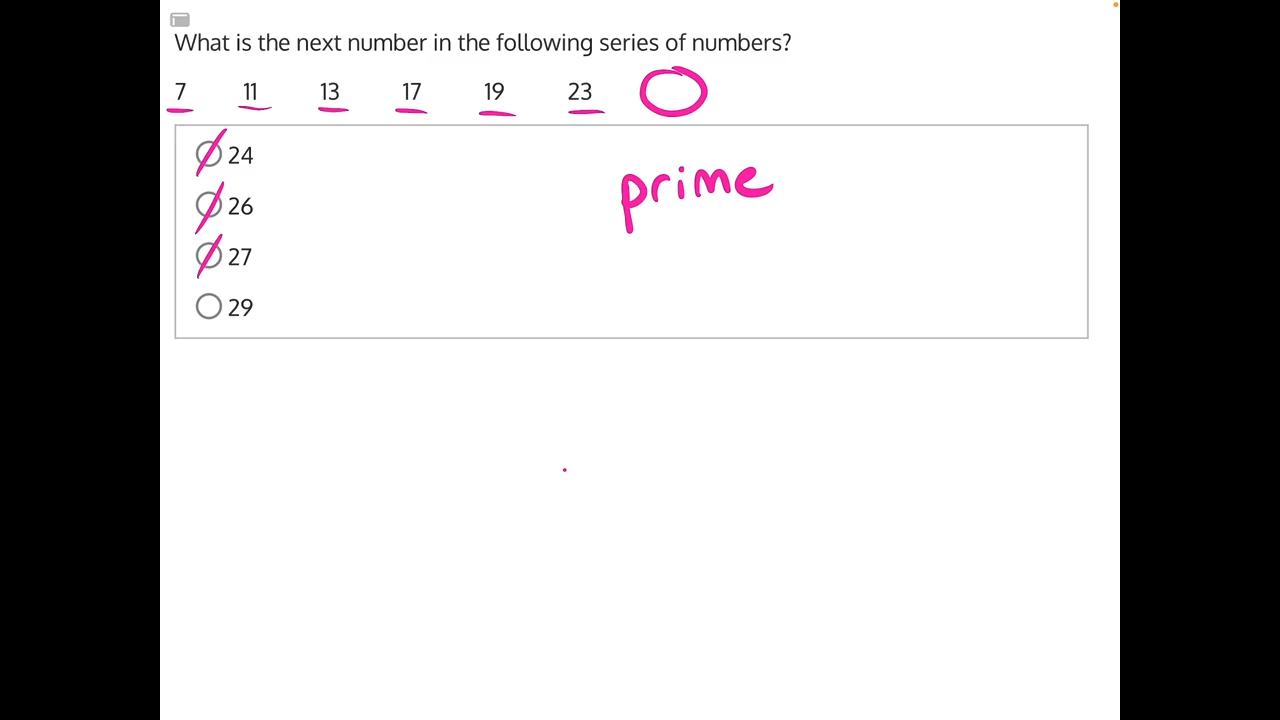 What is the next number in the following series of numbers?
7 11 13 17 19 23
24
26
27
29
prime